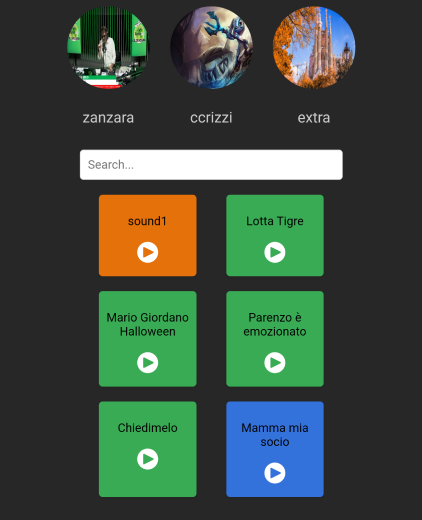 zanzara
ccrizzi
extra
Search...
sound1
Lotta Tigre
Mario Giordano
Halloween
Parenzo è
emozionato
Chiedimelo
Mamma mia
socio